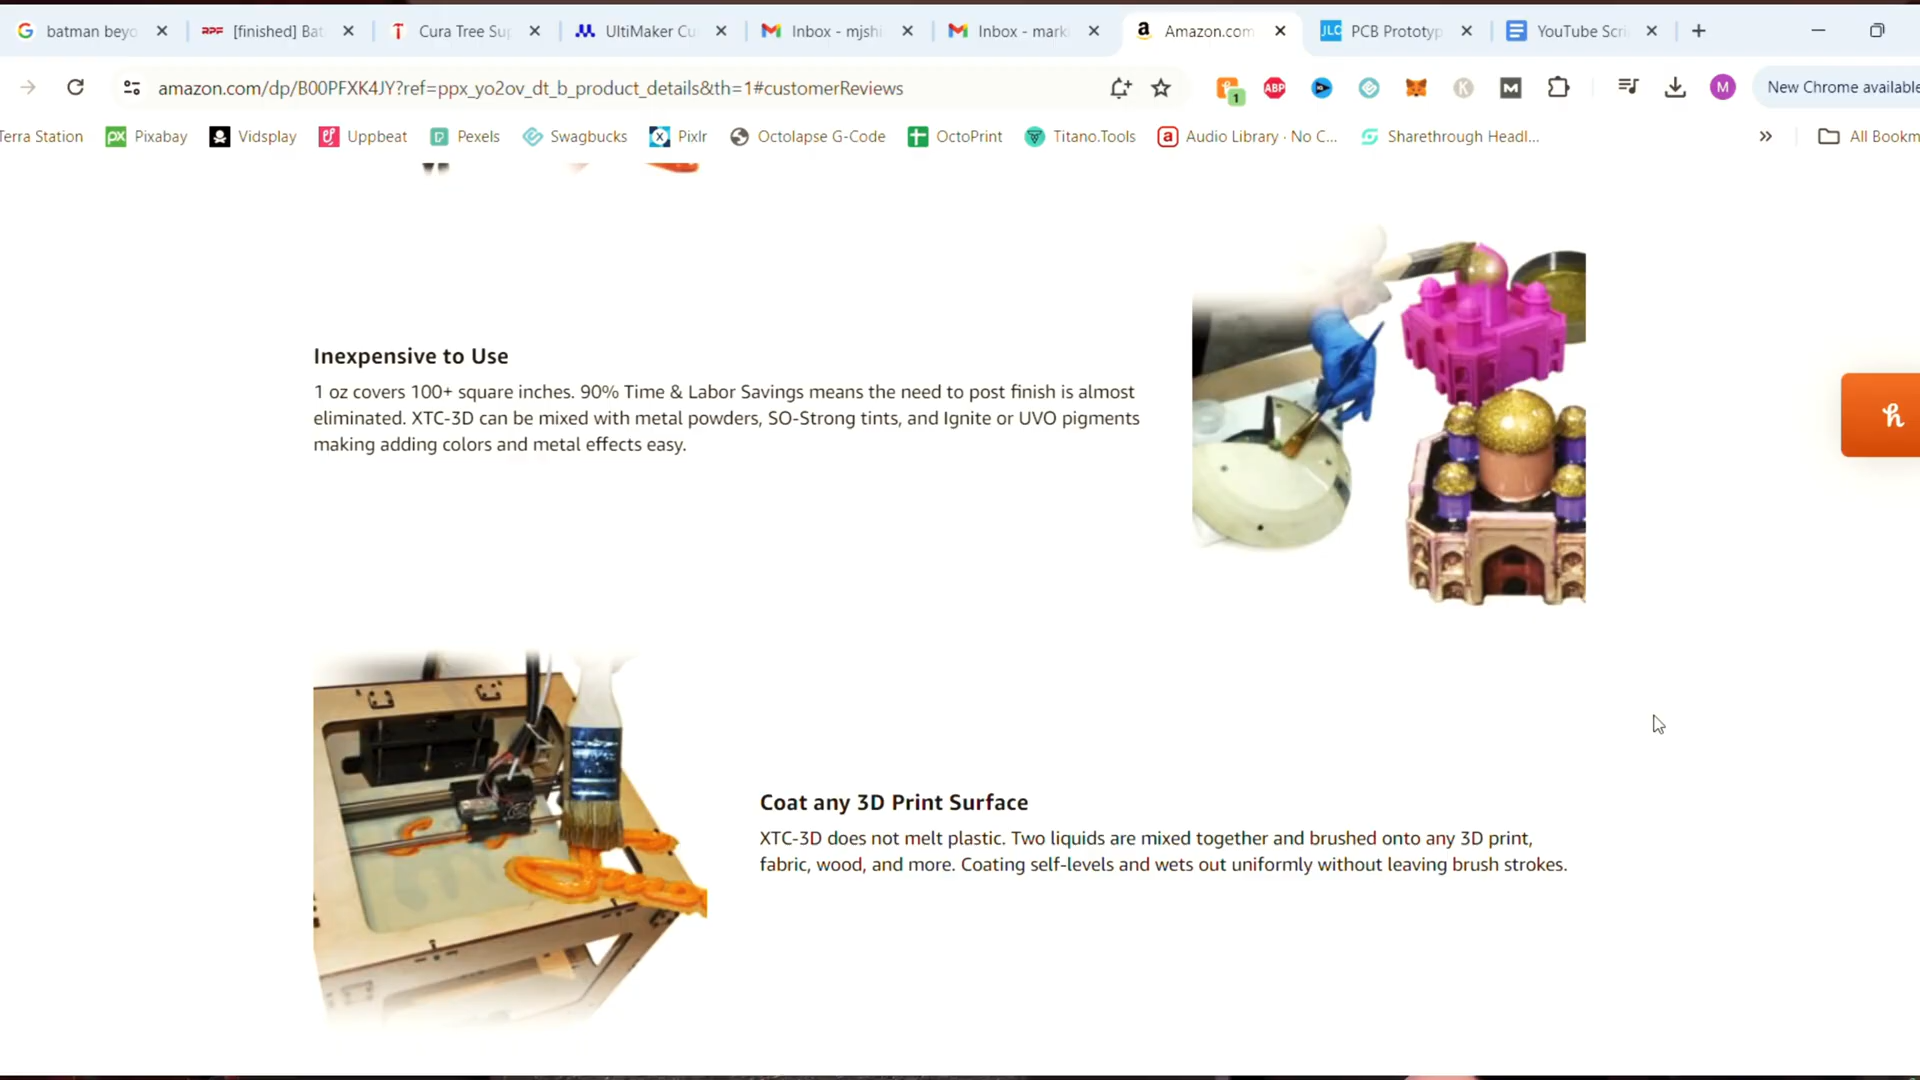 batman beyo
[finished] Bat
Cura Tree Sup
UltiMaker Cu
Inbox - mjshi
Inbox - mark
Amazon.com
JLC PCB Prototyp
YouTube Scri
amazon.com/dp/B00PFXK4JY?ref=ppx_yo2ov_dt_b_product_details&th=1#customerReviews
1
ABP
K
M
M
New Chrome available
Terra Station
px Pixabay
Vidsplay
Uppbeat
Pexels
Swagbucks
Pixlr
Octolapse G-Code
OctoPrint
Titano.Tools
a Audio Library · No C...
Sharethrough Headl...
All Bookm
Inexpensive to Use
1 oz covers 100+ square inches. 90% Time & Labor Savings means the need to post finish is almost
eliminated. XTC-3D can be mixed with metal powders, SO-Strong tints, and Ignite or UVO pigments
making adding colors and metal effects easy.
h
Coat any 3D Print Surface
XTC-3D does not melt plastic. Two liquids are mixed together and brushed onto any 3D print,
fabric, wood, and more. Coating self-levels and wets out uniformly without leaving brush strokes.